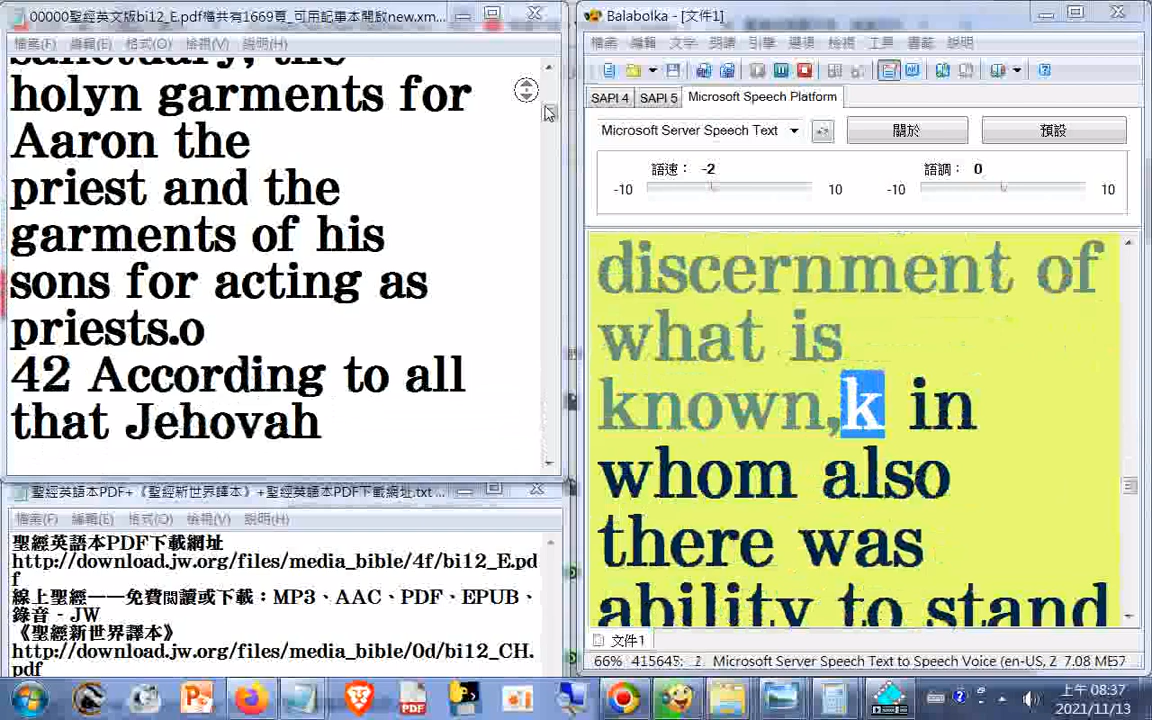 00000聖經英文版bi12_E.pdf檔共有1669頁_可用記事本開啟new.xm...
檔案(F) 編輯(E) 格式(O) 檢視(V) 說明(H)
sanctuary, the
holyn garments for
Aaron the
priest and the
garments of his
sons for acting as
priests.o
42 According to all
that Jehovah
聖經英語本PDF+《聖經新世界譯本》+聖經英語本PDF下載網址.txt ...
檔案(F) 編輯(E) 格式(O) 檢視(V) 說明(H)
聖經英語本PDF下載網址
http://download.jw.org/files/media_bible/4f/bi12_E.pd
f
線上聖經——免費閱讀或下載：MP3、AAC、PDF、EPUB、
錄音 - JW
《聖經新世界譯本》
http://download.jw.org/files/media_bible/0d/bi12_CH.
pdf
Balabolka - [文件1]
檔案 編輯 文字 朗讀 引擎 選項 檢視 工具 書籤 說明
SAPI 4 SAPI 5 Microsoft Speech Platform
Microsoft Server Speech Text
關於 預設
語速： -2 語調： 0
-10 10 -10 10
discernment of
what is
known,k in
whom also
there was
ability to stand
文件1
66% Microsoft Server Speech Text to Speech Voice (en-US, Z 7.08 MB
上午 08:37
2021/11/13